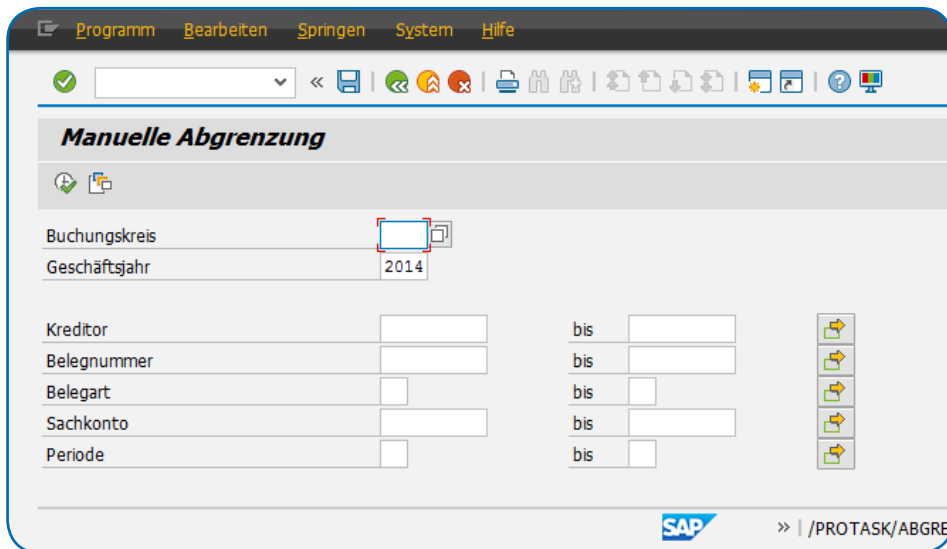 Programm Bearbeiten Springen System Hilfe
Manuelle Abgrenzung
Buchungskreis
Geschäftsjahr 2014
Kreditor bis
Belegnummer bis
Belegart bis
Sachkonto bis
Periode bis
SAP » | /PROTASK/ABGRE